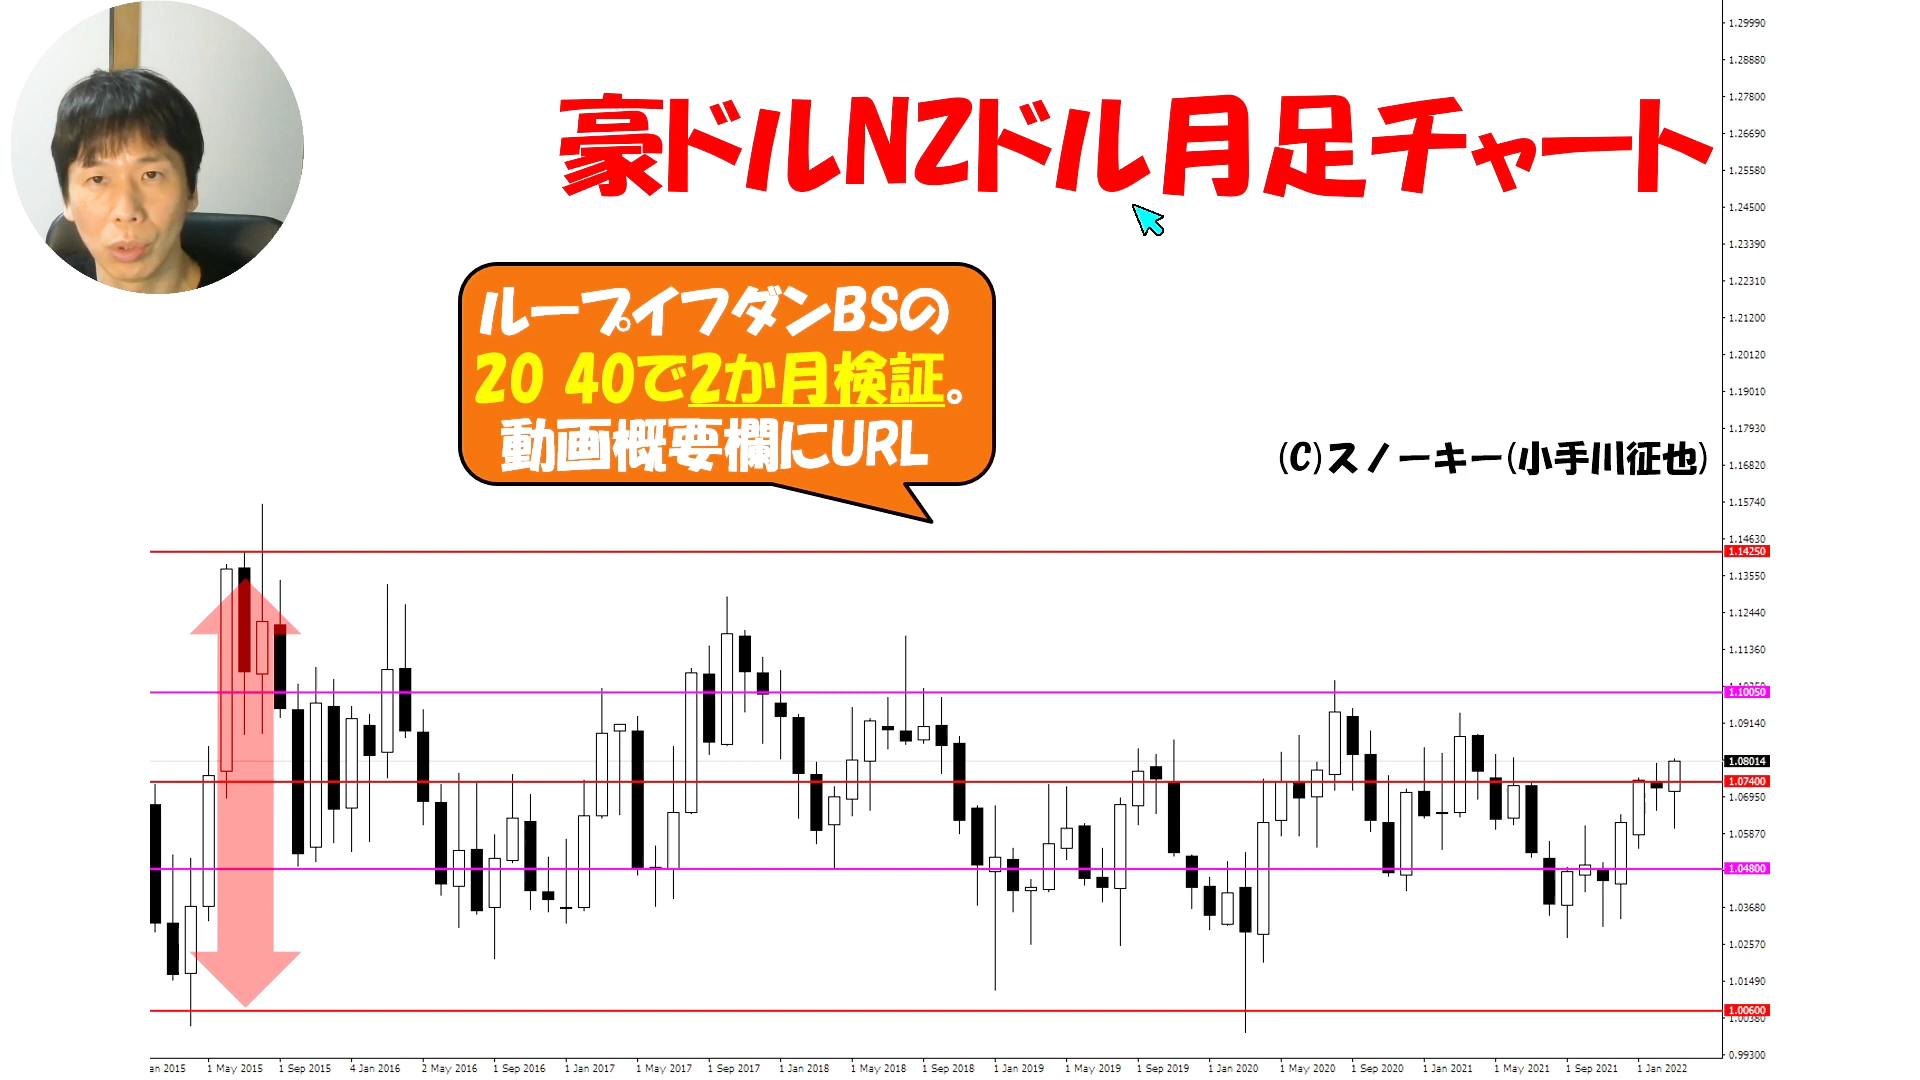 豪ドルNZドル月足チャート
ループイフダンBSの
20 40で2か月検証。
動画概要欄にURL
(C)スノーキー(小手川征也)
1.29990
1.28880
1.27800
1.26690
1.25580
1.24500
1.23390
1.22310
1.21200
1.20120
1.19010
1.17930
1.16820
1.15740
1.14630
1.14250
1.13550
1.12440
1.11360
1.10050
1.09140
1.08014
1.07400
1.06950
1.05870
1.04800
1.03680
1.02570
1.01490
1.00600
1.00380
0.99300
an 2015
1 May 2015
1 Sep 2015
4 Jan 2016
2 May 2016
1 Sep 2016
1 Jan 2017
1 May 2017
1 Sep 2017
1 Jan 2018
1 May 2018
1 Sep 2018
1 Jan 2019
1 May 2019
1 Sep 2019
1 Jan 2020
1 May 2020
1 Sep 2020
1 Jan 2021
1 May 2021
1 Sep 2021
1 Jan 2022